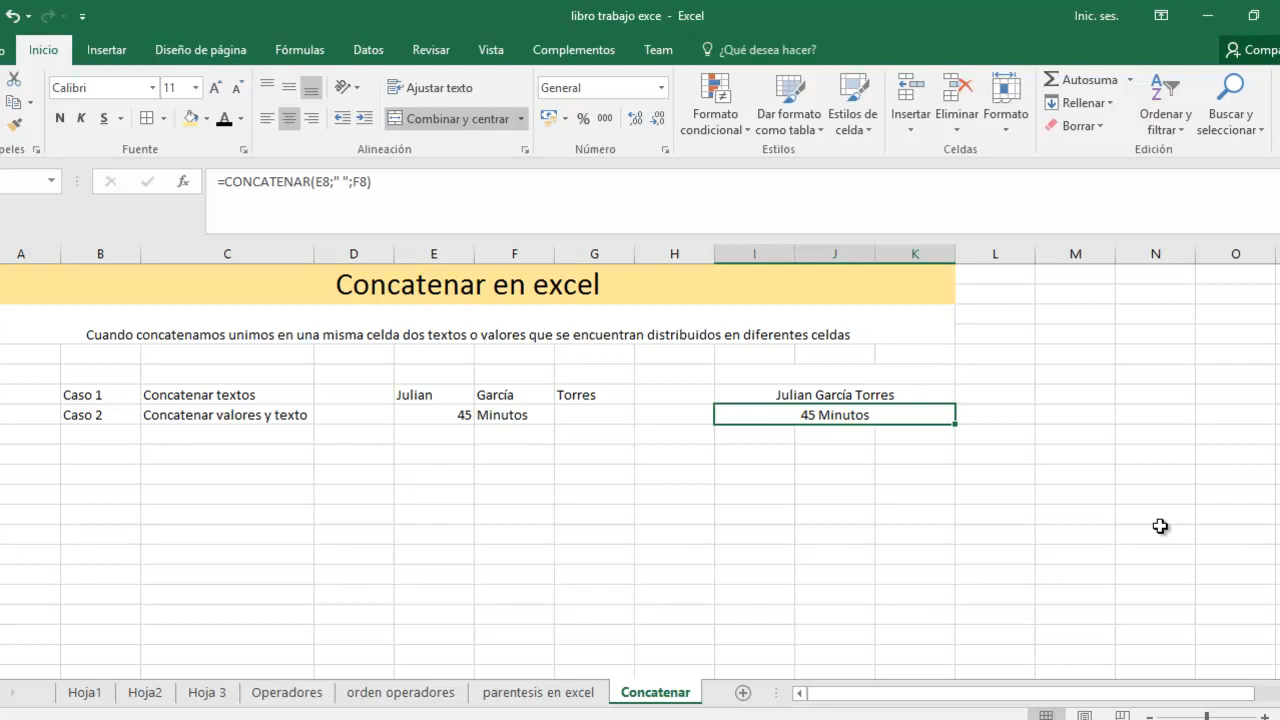 libro trabajo exce - Excel
Inic. ses.
Inicio
Insertar
Diseño de página
Fórmulas
Datos
Revisar
Vista
Complementos
Team
¿Qué desea hacer?
Compa
Calibri
11
Ajustar texto
General
Formato condicional
Dar formato como tabla
Estilos de celda
Insertar
Eliminar
Formato
Autosuma
Rellenar
Borrar
Ordenar y filtrar
Buscar y seleccionar
N K S
A
Combinar y centrar
% 000
peles
Fuente
Alineación
Número
Estilos
Celdas
Edición
fx
=CONCATENAR(E8;" ";F8)
A B C D E F G H I J K L M N O
Concatenar en excel
Cuando concatenamos unimos en una misma celda dos textos o valores que se encuentran distribuidos en diferentes celdas
Caso 1 Concatenar textos Julian García Torres Julian García Torres
Caso 2 Concatenar valores y texto 45 Minutos 45 Minutos
Hoja1
Hoja2
Hoja 3
Operadores
orden operadores
parentesis en excel
Concatenar